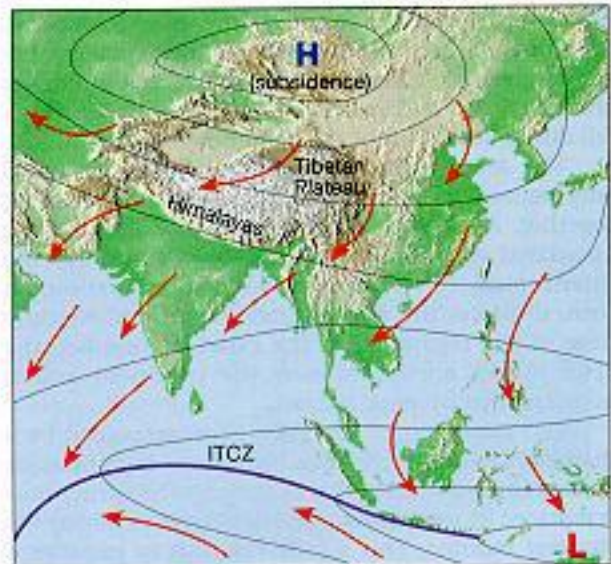 H
(subsidence)
Tibetan
Plateau
Himalayas
ITCZ
L